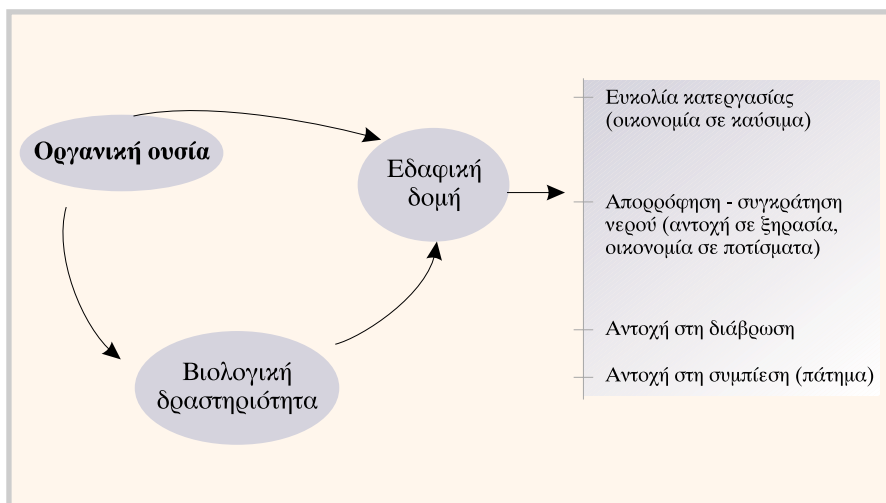 Οργανική ουσία
Εδαφική
δομή
Βιολογική
δραστηριότητα
Ευκολία κατεργασίας
(οικονομία σε καύσιμα)
Απορρόφηση - συγκράτηση
νερού (αντοχή σε ξηρασία,
οικονομία σε ποτίσματα)
Αντοχή στη διάβρωση
Αντοχή στη συμπίεση (πάτημα)